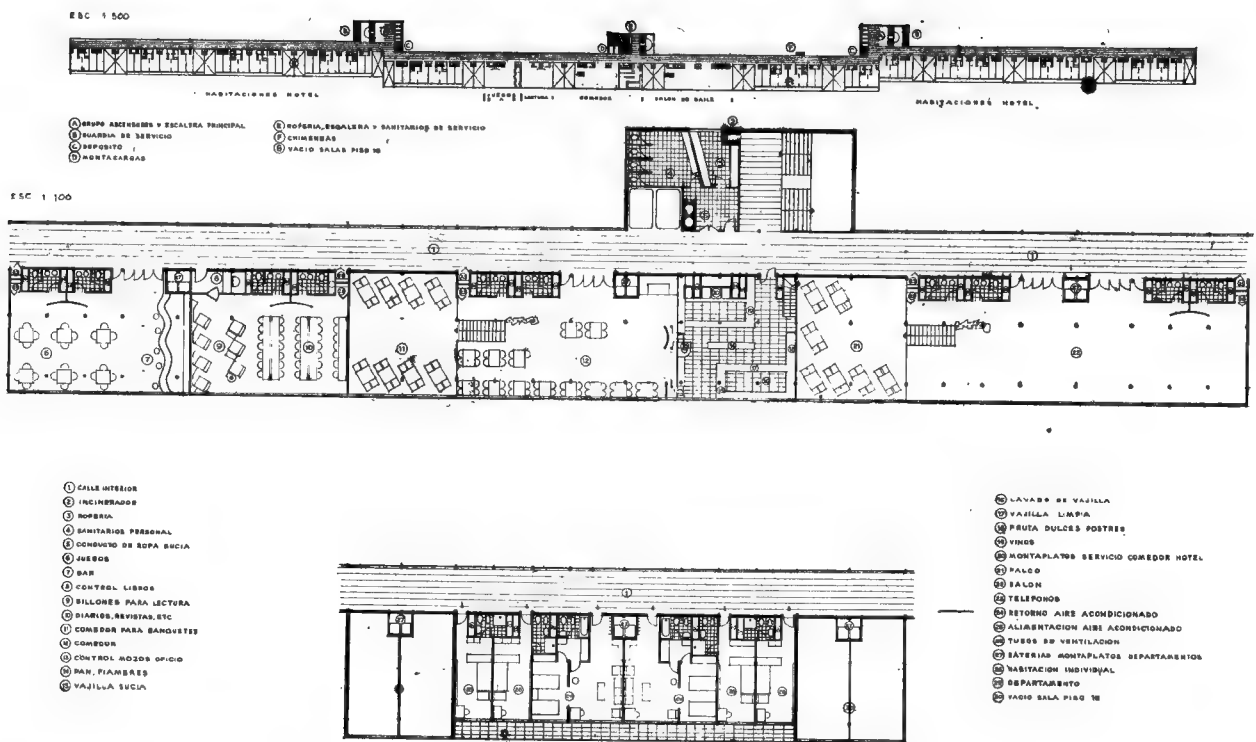 ESC 1 500
HABITACIONES HOTEL
JUEGOS
LECTURA
COMEDOR
SALON DE BAILE
HABITACIONES HOTEL
A GRUPO ASCENSORES Y ESCALERA PRINCIPAL
B GUARDIA DE SERVICIO
C DEPOSITO
D MONTACARGAS
E ROPERIA, ESCALERA Y SANITARIOS DE SERVICIO
F CHIMENEAS
G VACIO SALAS PISO 16
ESC 1 100
1 CALLE INTERIOR
2 INCINERADOR
3 ROPERIA
4 SANITARIOS PERSONAL
5 CONDUCTO DE ROPA SUCIA
6 JUEGOS
7 BAR
8 CONTROL LIBROS
9 SILLONES PARA LECTURA
10 DIARIOS, REVISTAS, ETC
11 COMEDOR PARA BANQUETES
12 COMEDOR
13 CONTROL MOZOS OFICIO
14 PAN, FIAMBRES
15 VAJILLA SUCIA
16 LAVADO DE VAJILLA
17 VAJILLA LIMPIA
18 FRUTA DULCES POSTRES
19 VINOS
20 MONTAPLATOS SERVICIO COMEDOR HOTEL
21 PALCO
22 SALON
23 TELEFONOS
24 RETORNO AIRE ACONDICIONADO
25 ALIMENTACION AIRE ACONDICIONADO
26 TUBOS DE VENTILACION
27 BATERIAS MONTAPLATOS DEPARTAMENTOS
28 HABITACION INDIVIDUAL
29 DEPARTAMENTO
30 VACIO SALA PISO 16